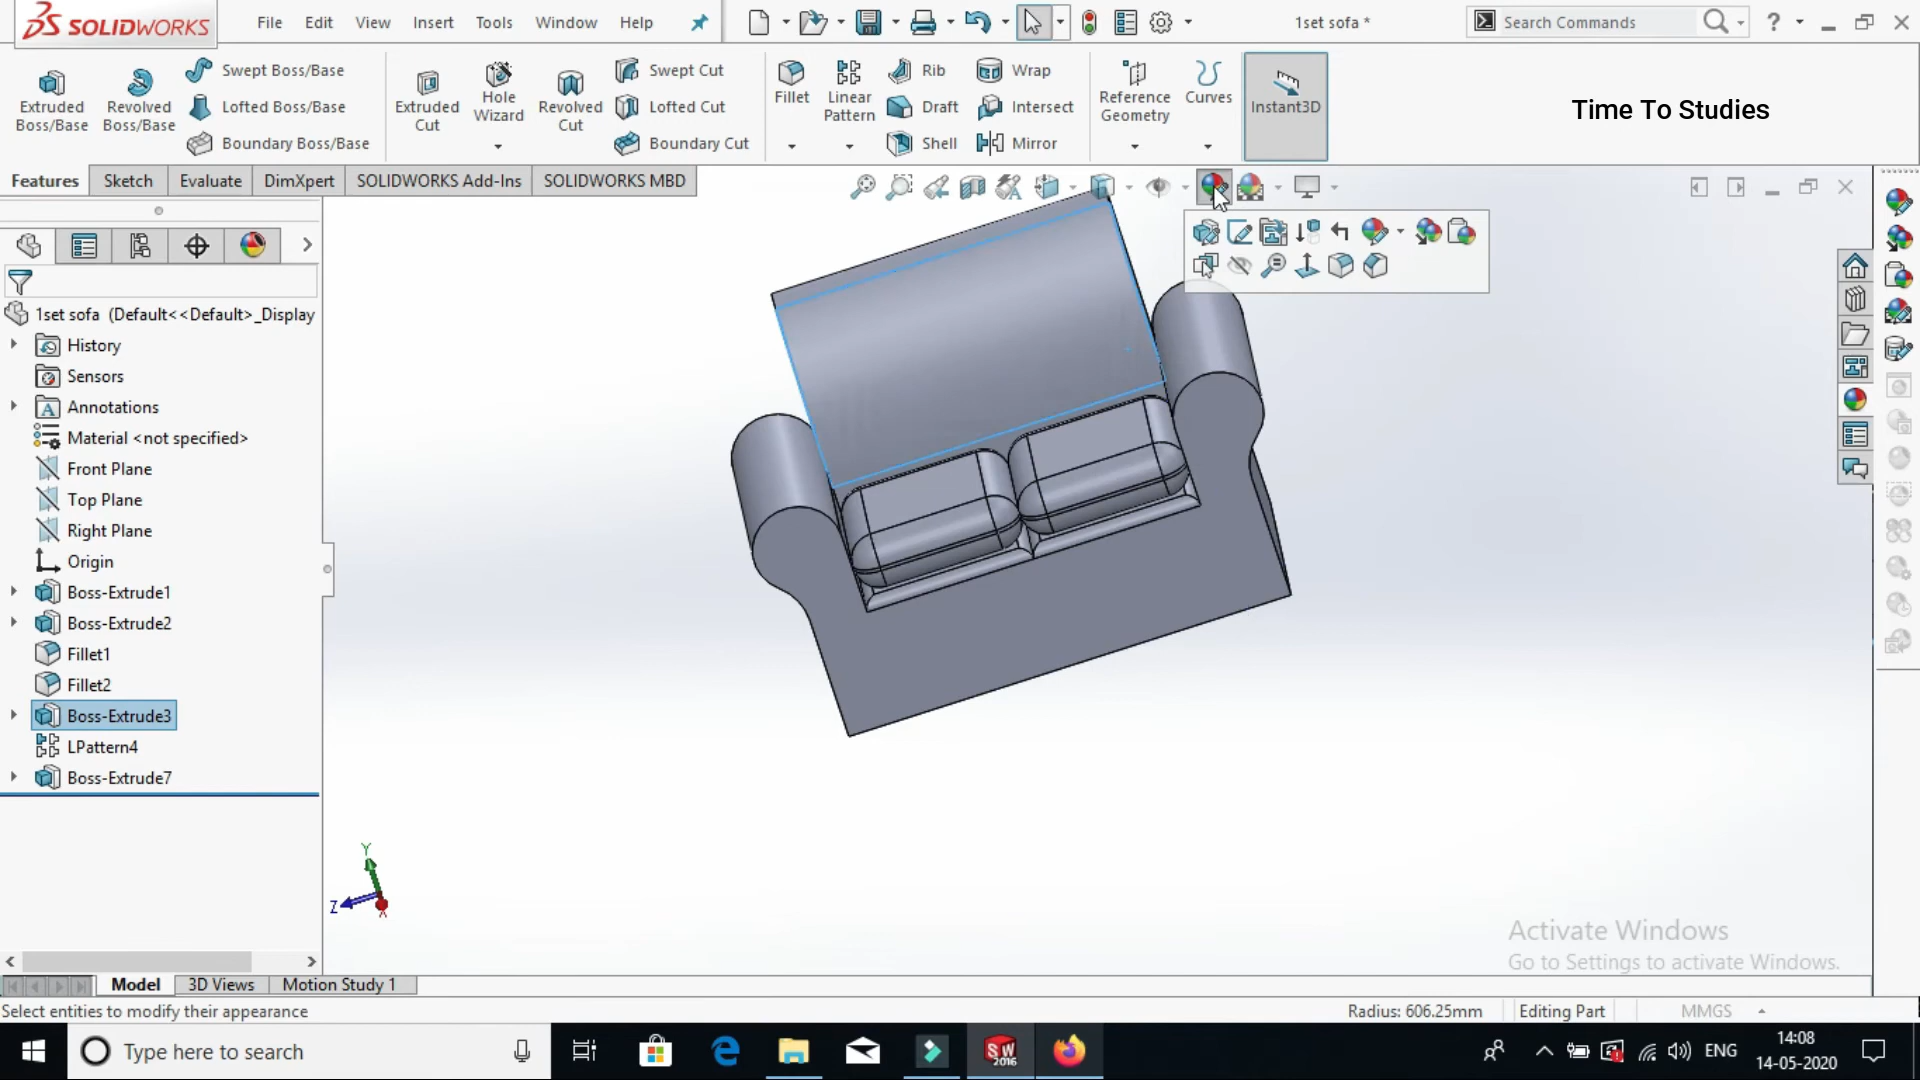 SOLIDWORKS
File Edit View Insert Tools Window Help
1set sofa *
Search Commands
Extruded Boss/Base
Revolved Boss/Base
Swept Boss/Base
Lofted Boss/Base
Boundary Boss/Base
Extruded Cut
Hole Wizard
Revolved Cut
Swept Cut
Lofted Cut
Boundary Cut
Fillet
Linear Pattern
Rib
Draft
Shell
Wrap
Intersect
Mirror
Reference Geometry
Curves
Instant3D
Time To Studies
Features Sketch Evaluate DimXpert SOLIDWORKS Add-Ins SOLIDWORKS MBD
1set sofa (Default<<Default>_Display
History
Sensors
Annotations
Material <not specified>
Front Plane
Top Plane
Right Plane
Origin
Boss-Extrude1
Boss-Extrude2
Fillet1
Fillet2
Boss-Extrude3
LPattern4
Boss-Extrude7
Y
Z
X
Activate Windows
Go to Settings to activate Windows.
Model 3D Views Motion Study 1
Select entities to modify their appearance
Radius: 606.25mm Editing Part MMGS
Type here to search
SW 2016
ENG
14:08
14-05-2020